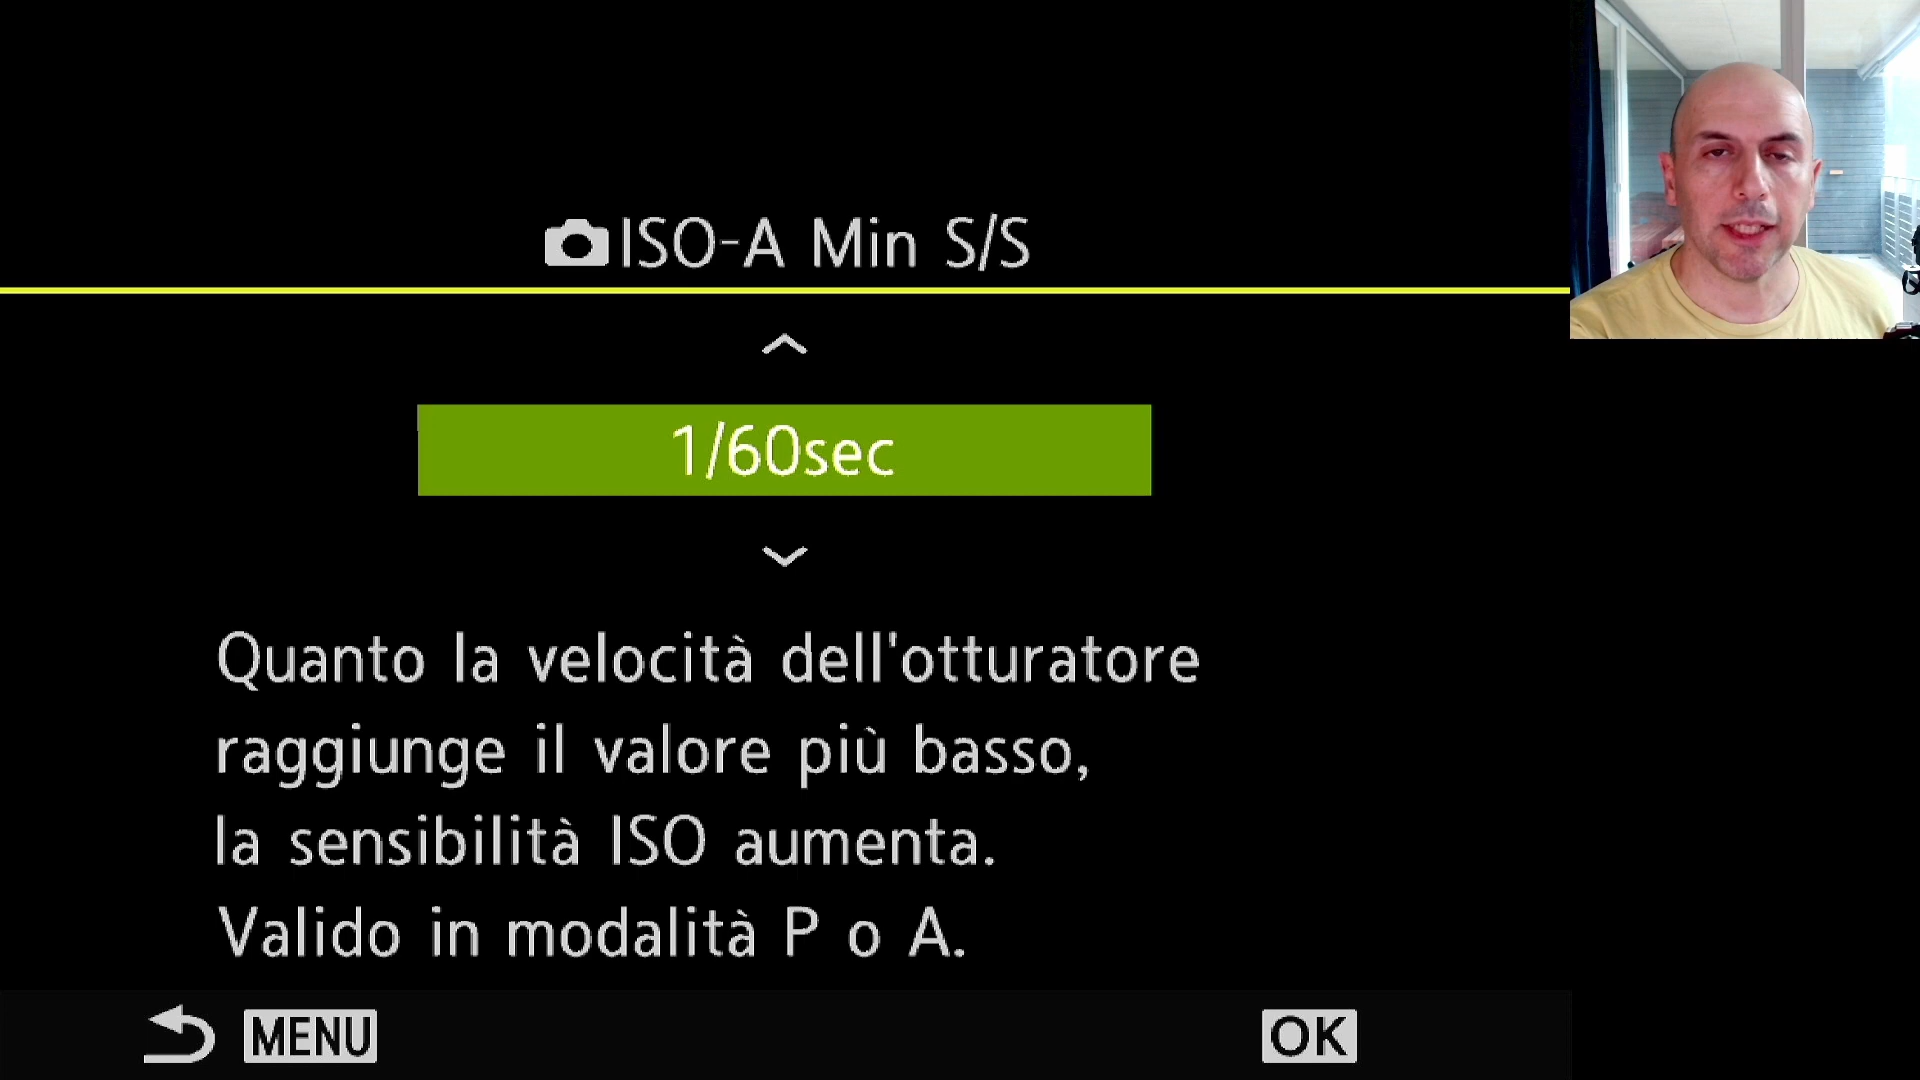 ISO-A Min S/S
1/60sec
Quanto la velocità dell'otturatore
raggiunge il valore più basso,
la sensibilità ISO aumenta.
Valido in modalità P o A.
MENU
OK